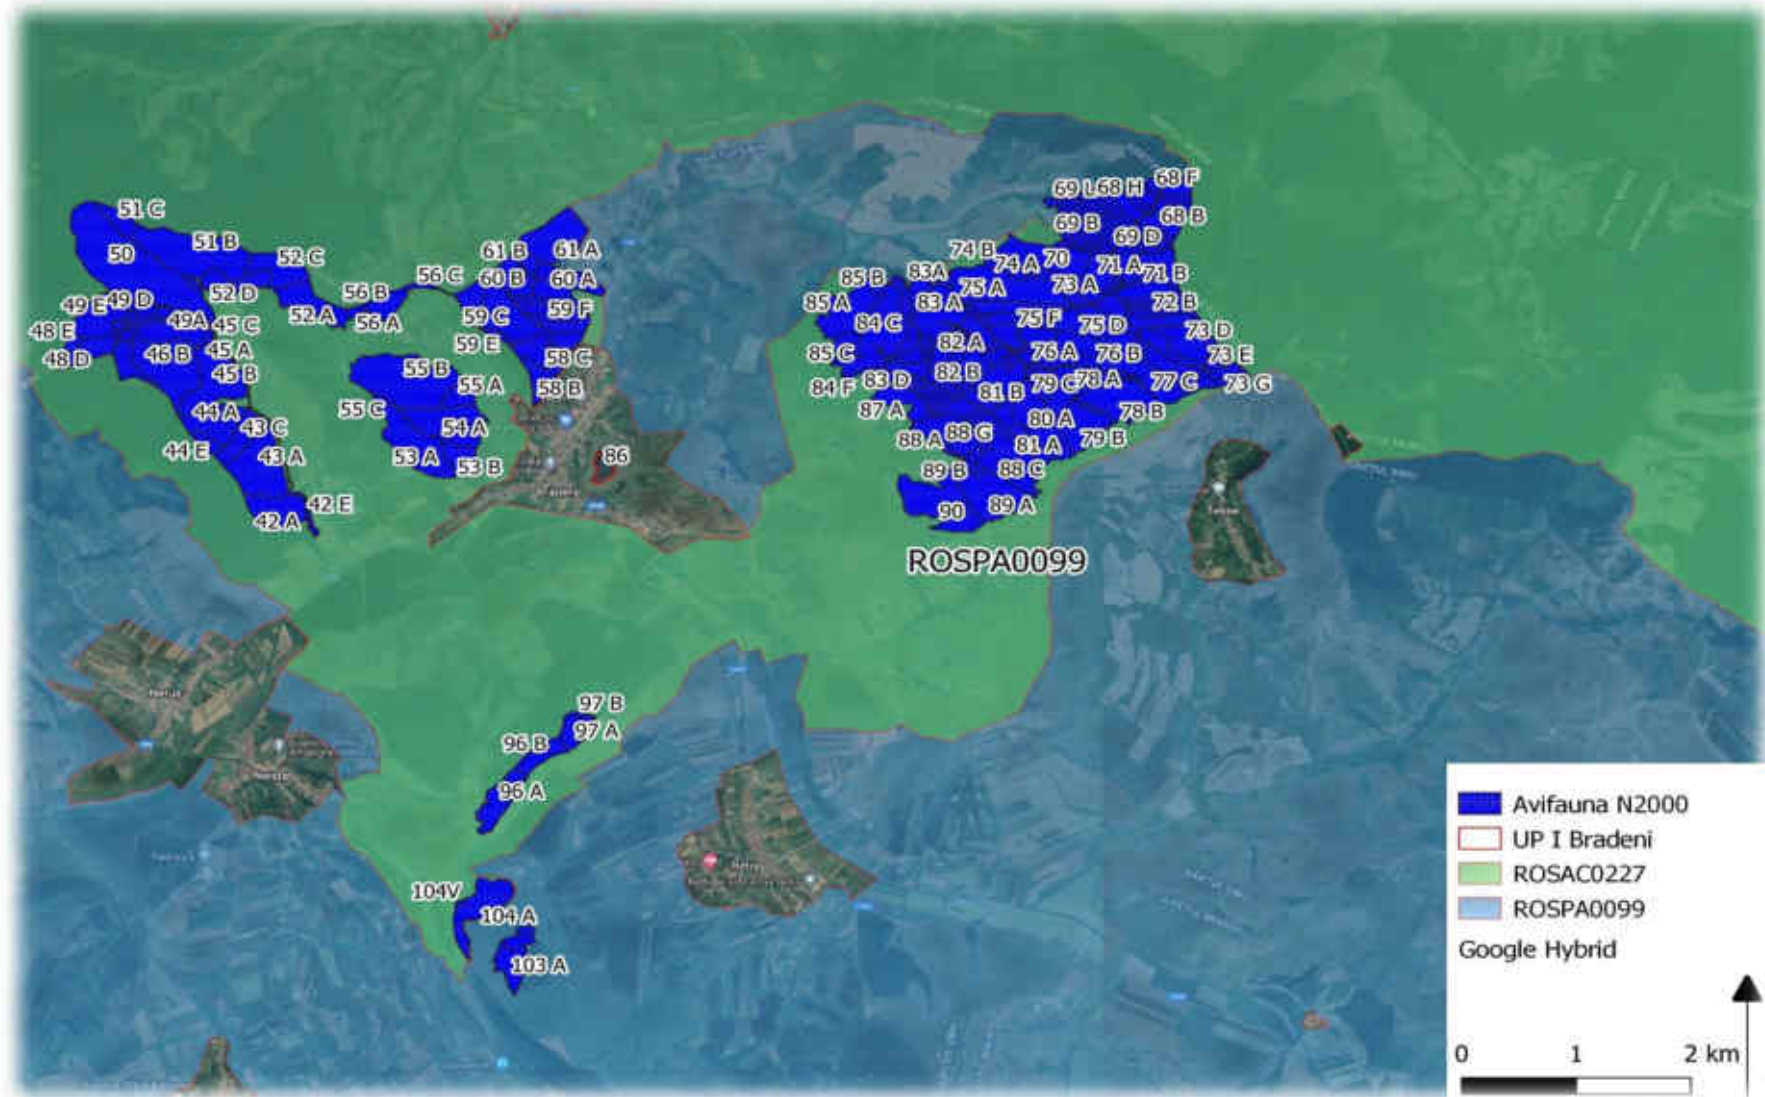 68 F
69 L
68 H
51 C
68 B
69 B
51 B
69 D
61 B
61 A
74 B
50
52 C
70
74 A
71 A
83A
71 B
56 C
60 B
60 A
85 B
75 A
73 A
52 D
56 B
49 D
49 E
85 A
83 A
72 B
59 F
52 A
59 C
49A
56 A
45 C
84 C
75 F
75 D
48 E
73 D
59 E
82 A
45 A
46 B
85 C
76 A
76 B
73 E
48 D
58 C
55 B
45 B
82 B
83 D
78 A
77 C
73 G
84 F
79 C
55 A
58 B
81 B
55 C
44 A
87 A
78 B
80 A
43 C
54 A
88 G
88 A
79 B
44 E
81 A
43 A
53 A
86
53 B
89 B
88 C
42 E
89 A
90
42 A
ROSPA0099
97 B
97 A
96 B
96 A
104V
104 A
103 A
Avifauna N2000
UP I Bradeni
ROSAC0227
ROSPA0099
Google Hybrid
0 1 2 km